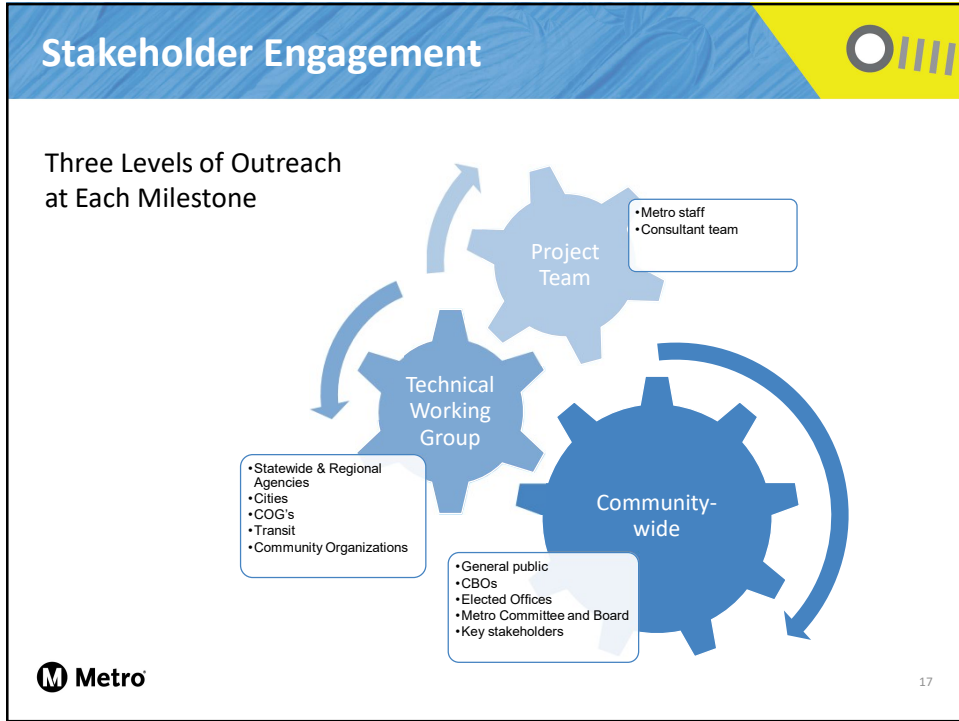 Stakeholder Engagement
Three Levels of Outreach
at Each Milestone
Project
Team
•Metro staff
•Consultant team
Technical
Working
Group
•Statewide & Regional
Agencies
•Cities
•COG's
•Transit
•Community Organizations
Community-
wide
•General public
•CBOs
•Elected Offices
•Metro Committee and Board
•Key stakeholders
M Metro
17